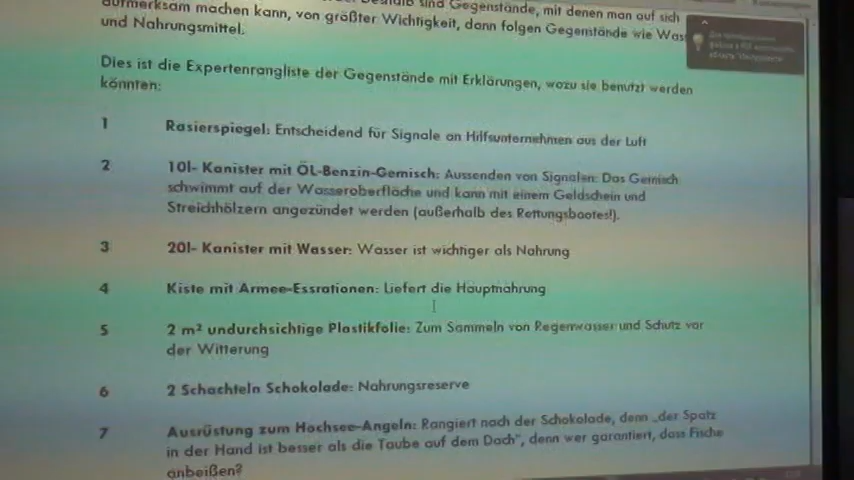 aufmerksam machen kann, von größter Wichtigkeit, dann folgen Gegenstände wie
und Nahrungsmittel.
Dies ist die Expertenrangliste der Gegenstände mit Erklärungen, wozu sie benutzt werden
könnten:
1 Rasierspiegel: Entscheidend für Signale an Hilfsunternehmen aus der Luft
2 10l- Kanister mit ÖL-Benzin-Gemisch: Aussenden von Signalen: Das Gemisch
schwimmt auf der Wasseroberfläche und kann mit einem Geldschein und
Streichhölzern angezündet werden (außerhalb des Rettungsbootes!).
3 20l- Kanister mit Wasser: Wasser ist wichtiger als Nahrung
4 Kiste mit Armee-Essrationen: Liefert die Hauptnahrung
5 2 m² undurchsichtige Plastikfolie: Zum Sammeln von Regenwasser und Schutz vor
der Witterung
6 2 Schachteln Schokolade: Nahrungsreserve
7 Ausrüstung zum Hochsee-Angeln: Rangiert nach der Schokolade, denn „der Spatz
in der Hand ist besser als die Taube auf dem Dach", denn wer garantiert, dass Fische
anbeißen?